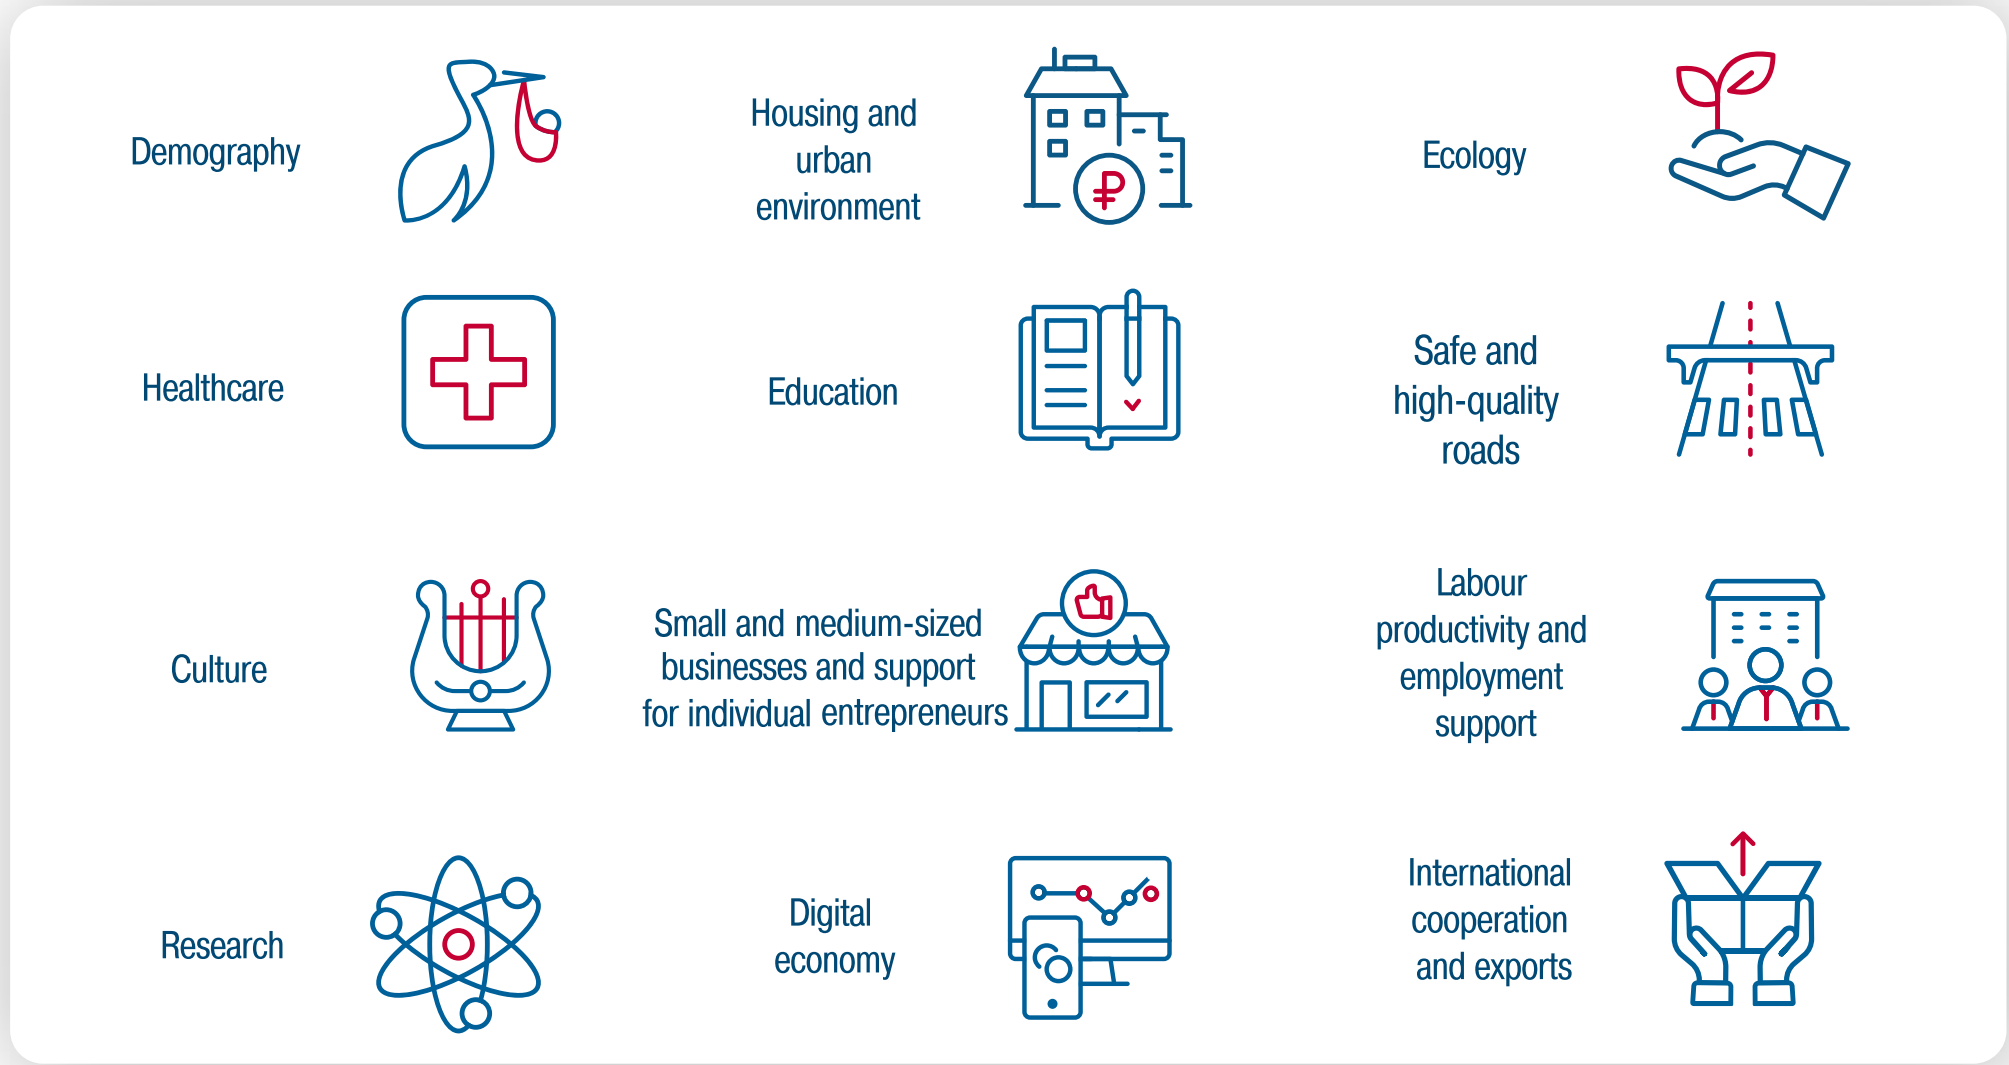 Demography
Housing and
urban
environment
Ecology
Healthcare
Education
Safe and
high-quality
roads
Culture
Small and medium-sized
businesses and support
for individual entrepreneurs
Labour
productivity and
employment
support
Research
Digital
economy
International
cooperation
and exports